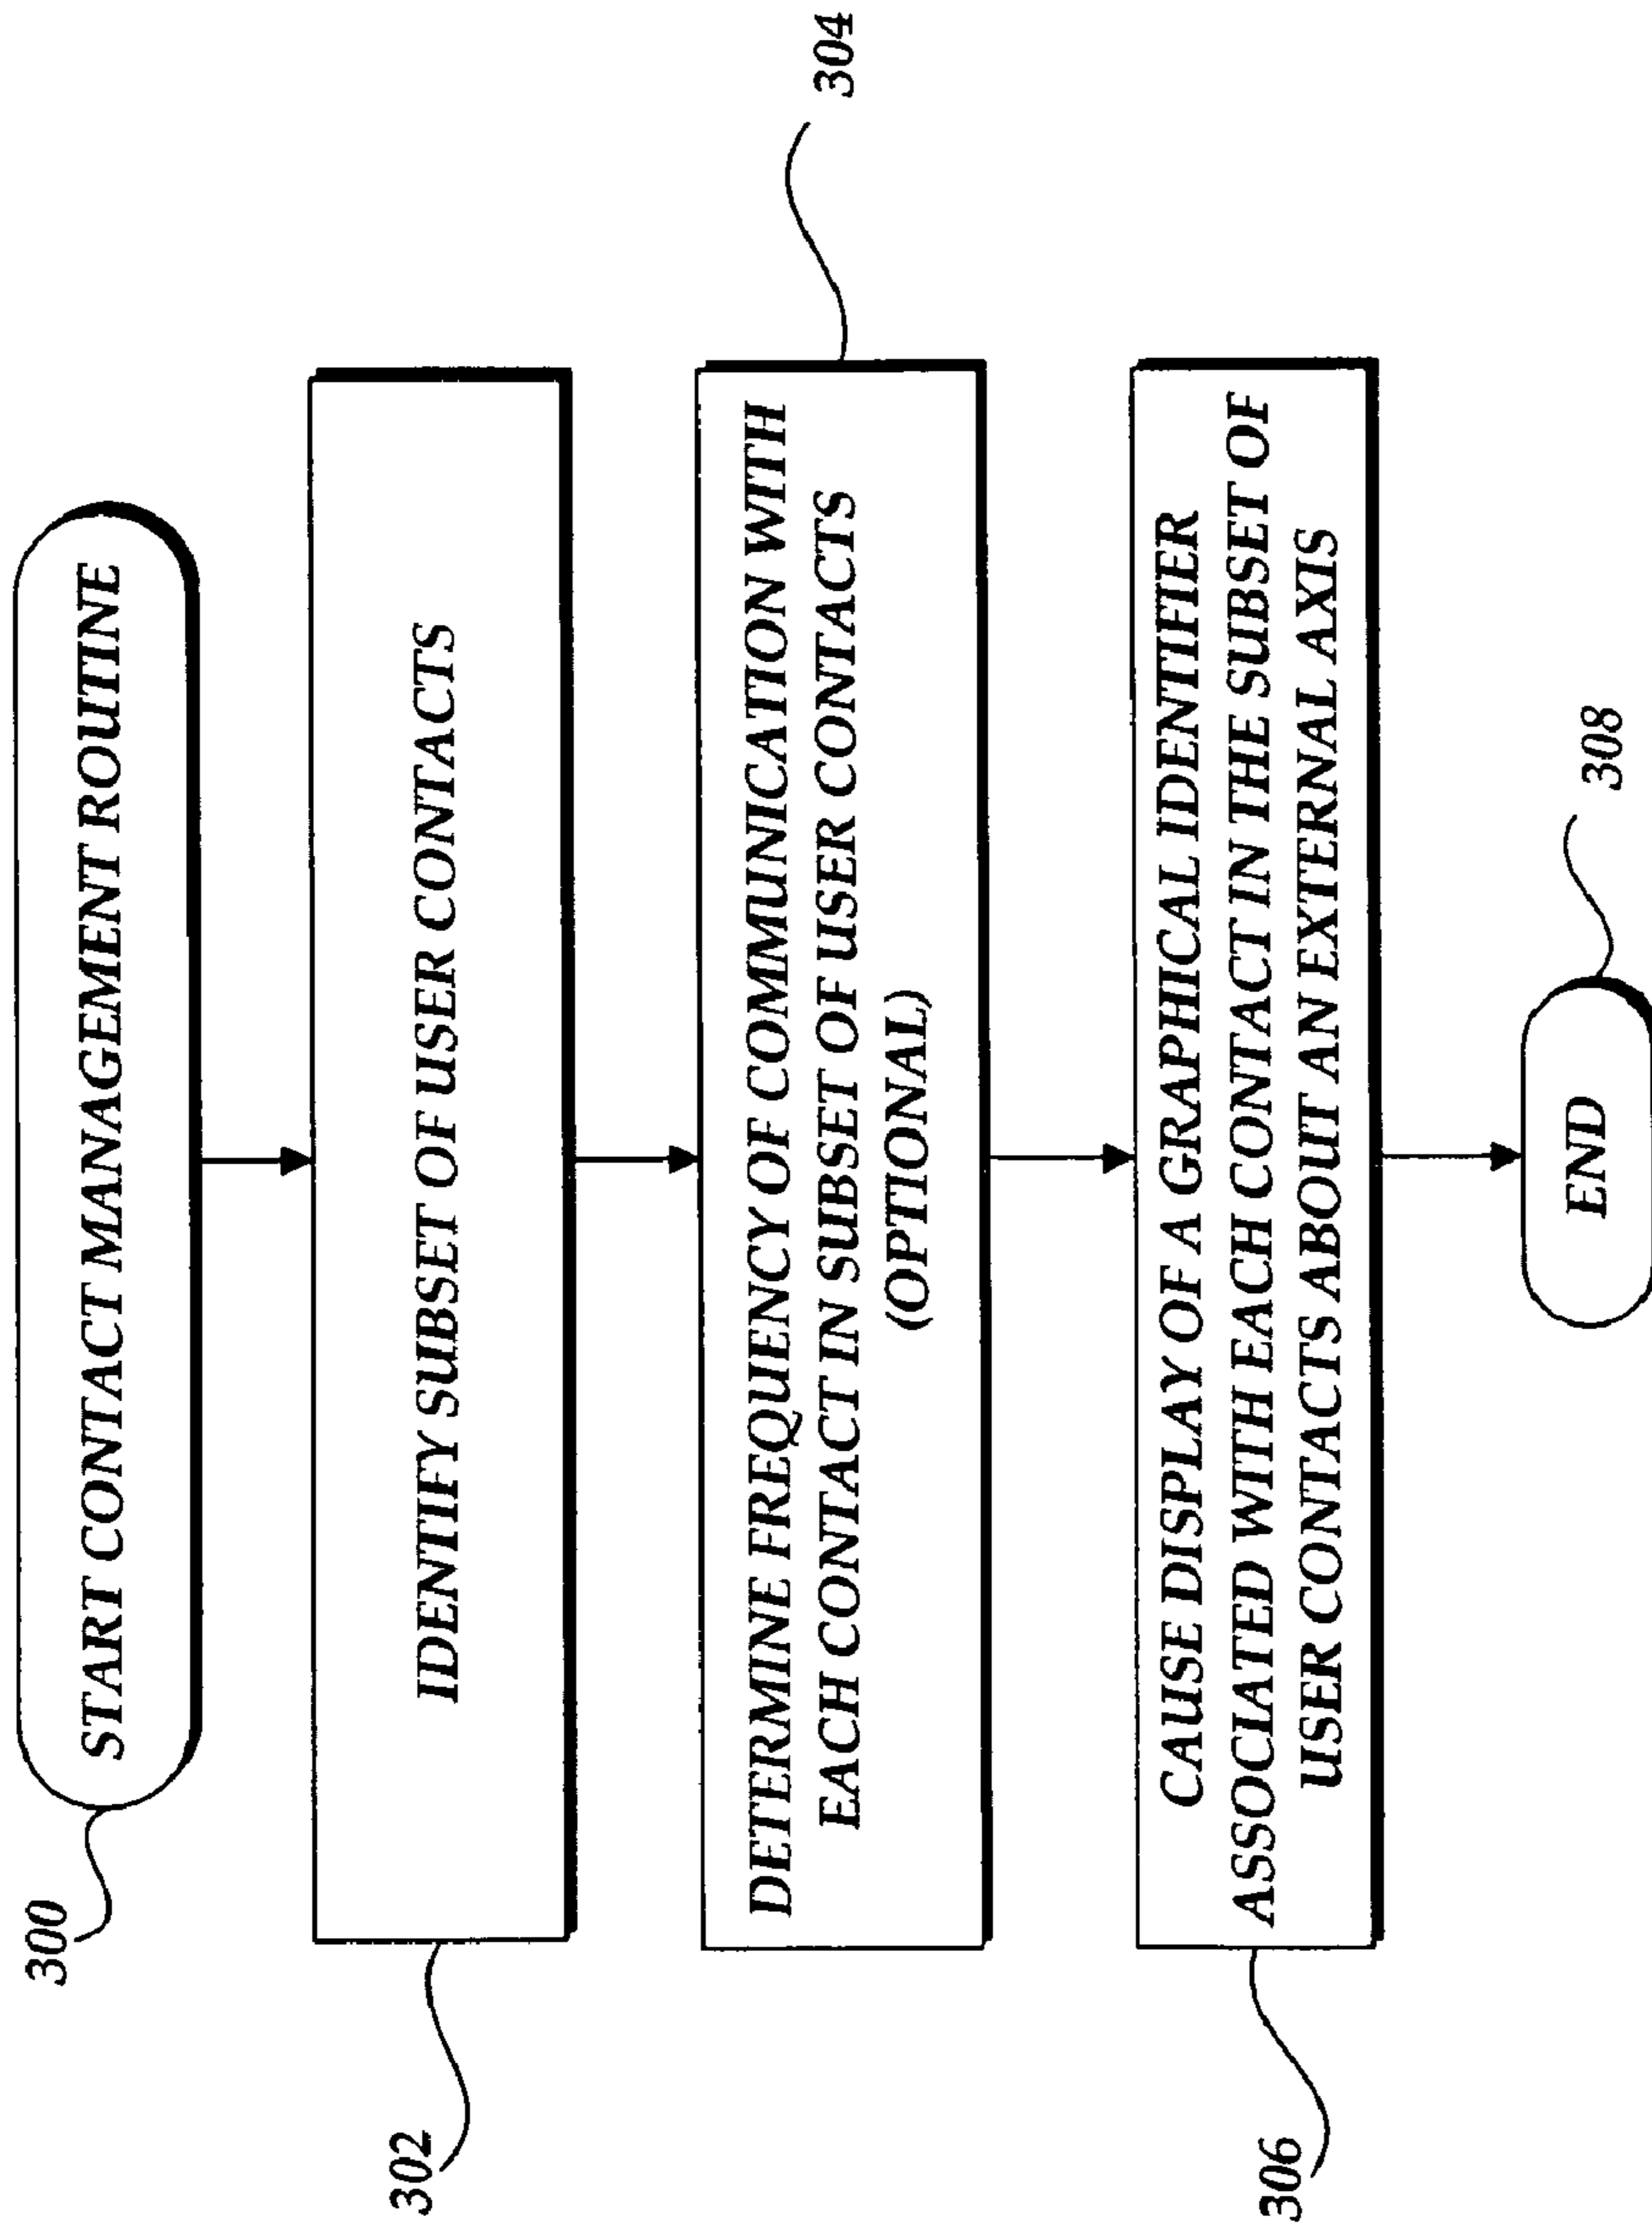 300
START CONTACT MANAGEMENT ROUTINE
302
IDENTIFY SUBSET OF USER CONTACTS
304
DETERMINE FREQUENCY OF COMMUNICATION WITH
EACH CONTACT IN SUBSET OF USER CONTACTS
(OPTIONAL)
306
CAUSE DISPLAY OF A GRAPHICAL IDENTIFIER
ASSOCIATED WITH EACH CONTACT IN THE SUBSET OF
USER CONTACTS ABOUT AN EXTERNAL AXIS
308
END